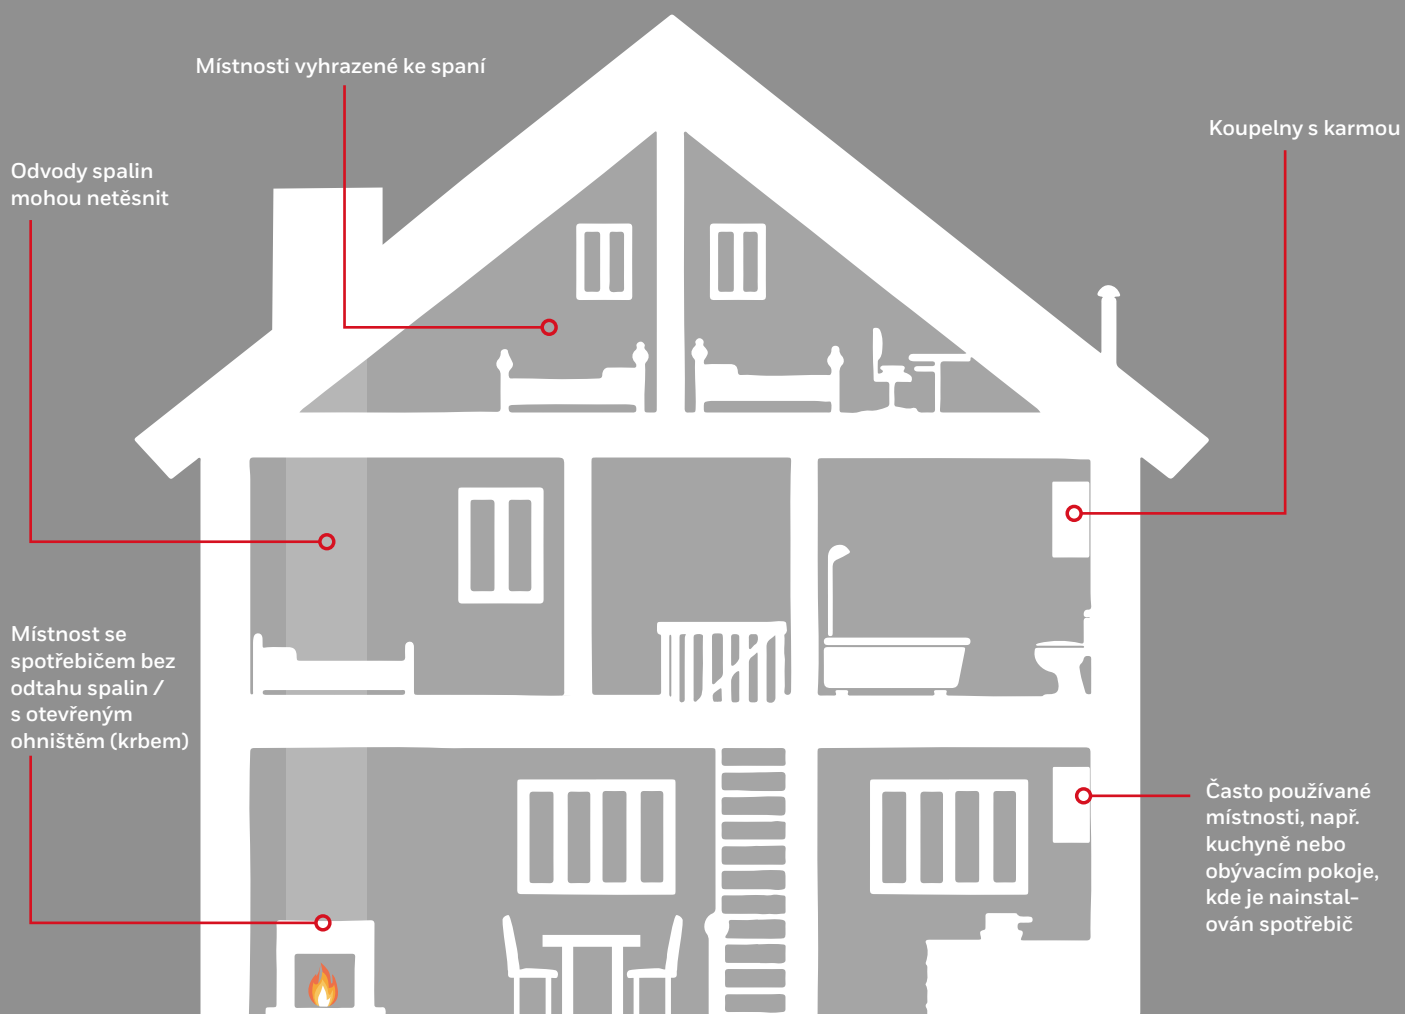 Místnosti vyhrazené ke spaní
Koupelny s karmou
Odvody spalin
mohou netěsnit
Místnost se
spotřebičem bez
odtahu spalin /
s otevřeným
ohništěm (krbem)
Často používané
místnosti, např.
kuchyně nebo
obývacím pokoje,
kde je nainstal-
ován spotřebič